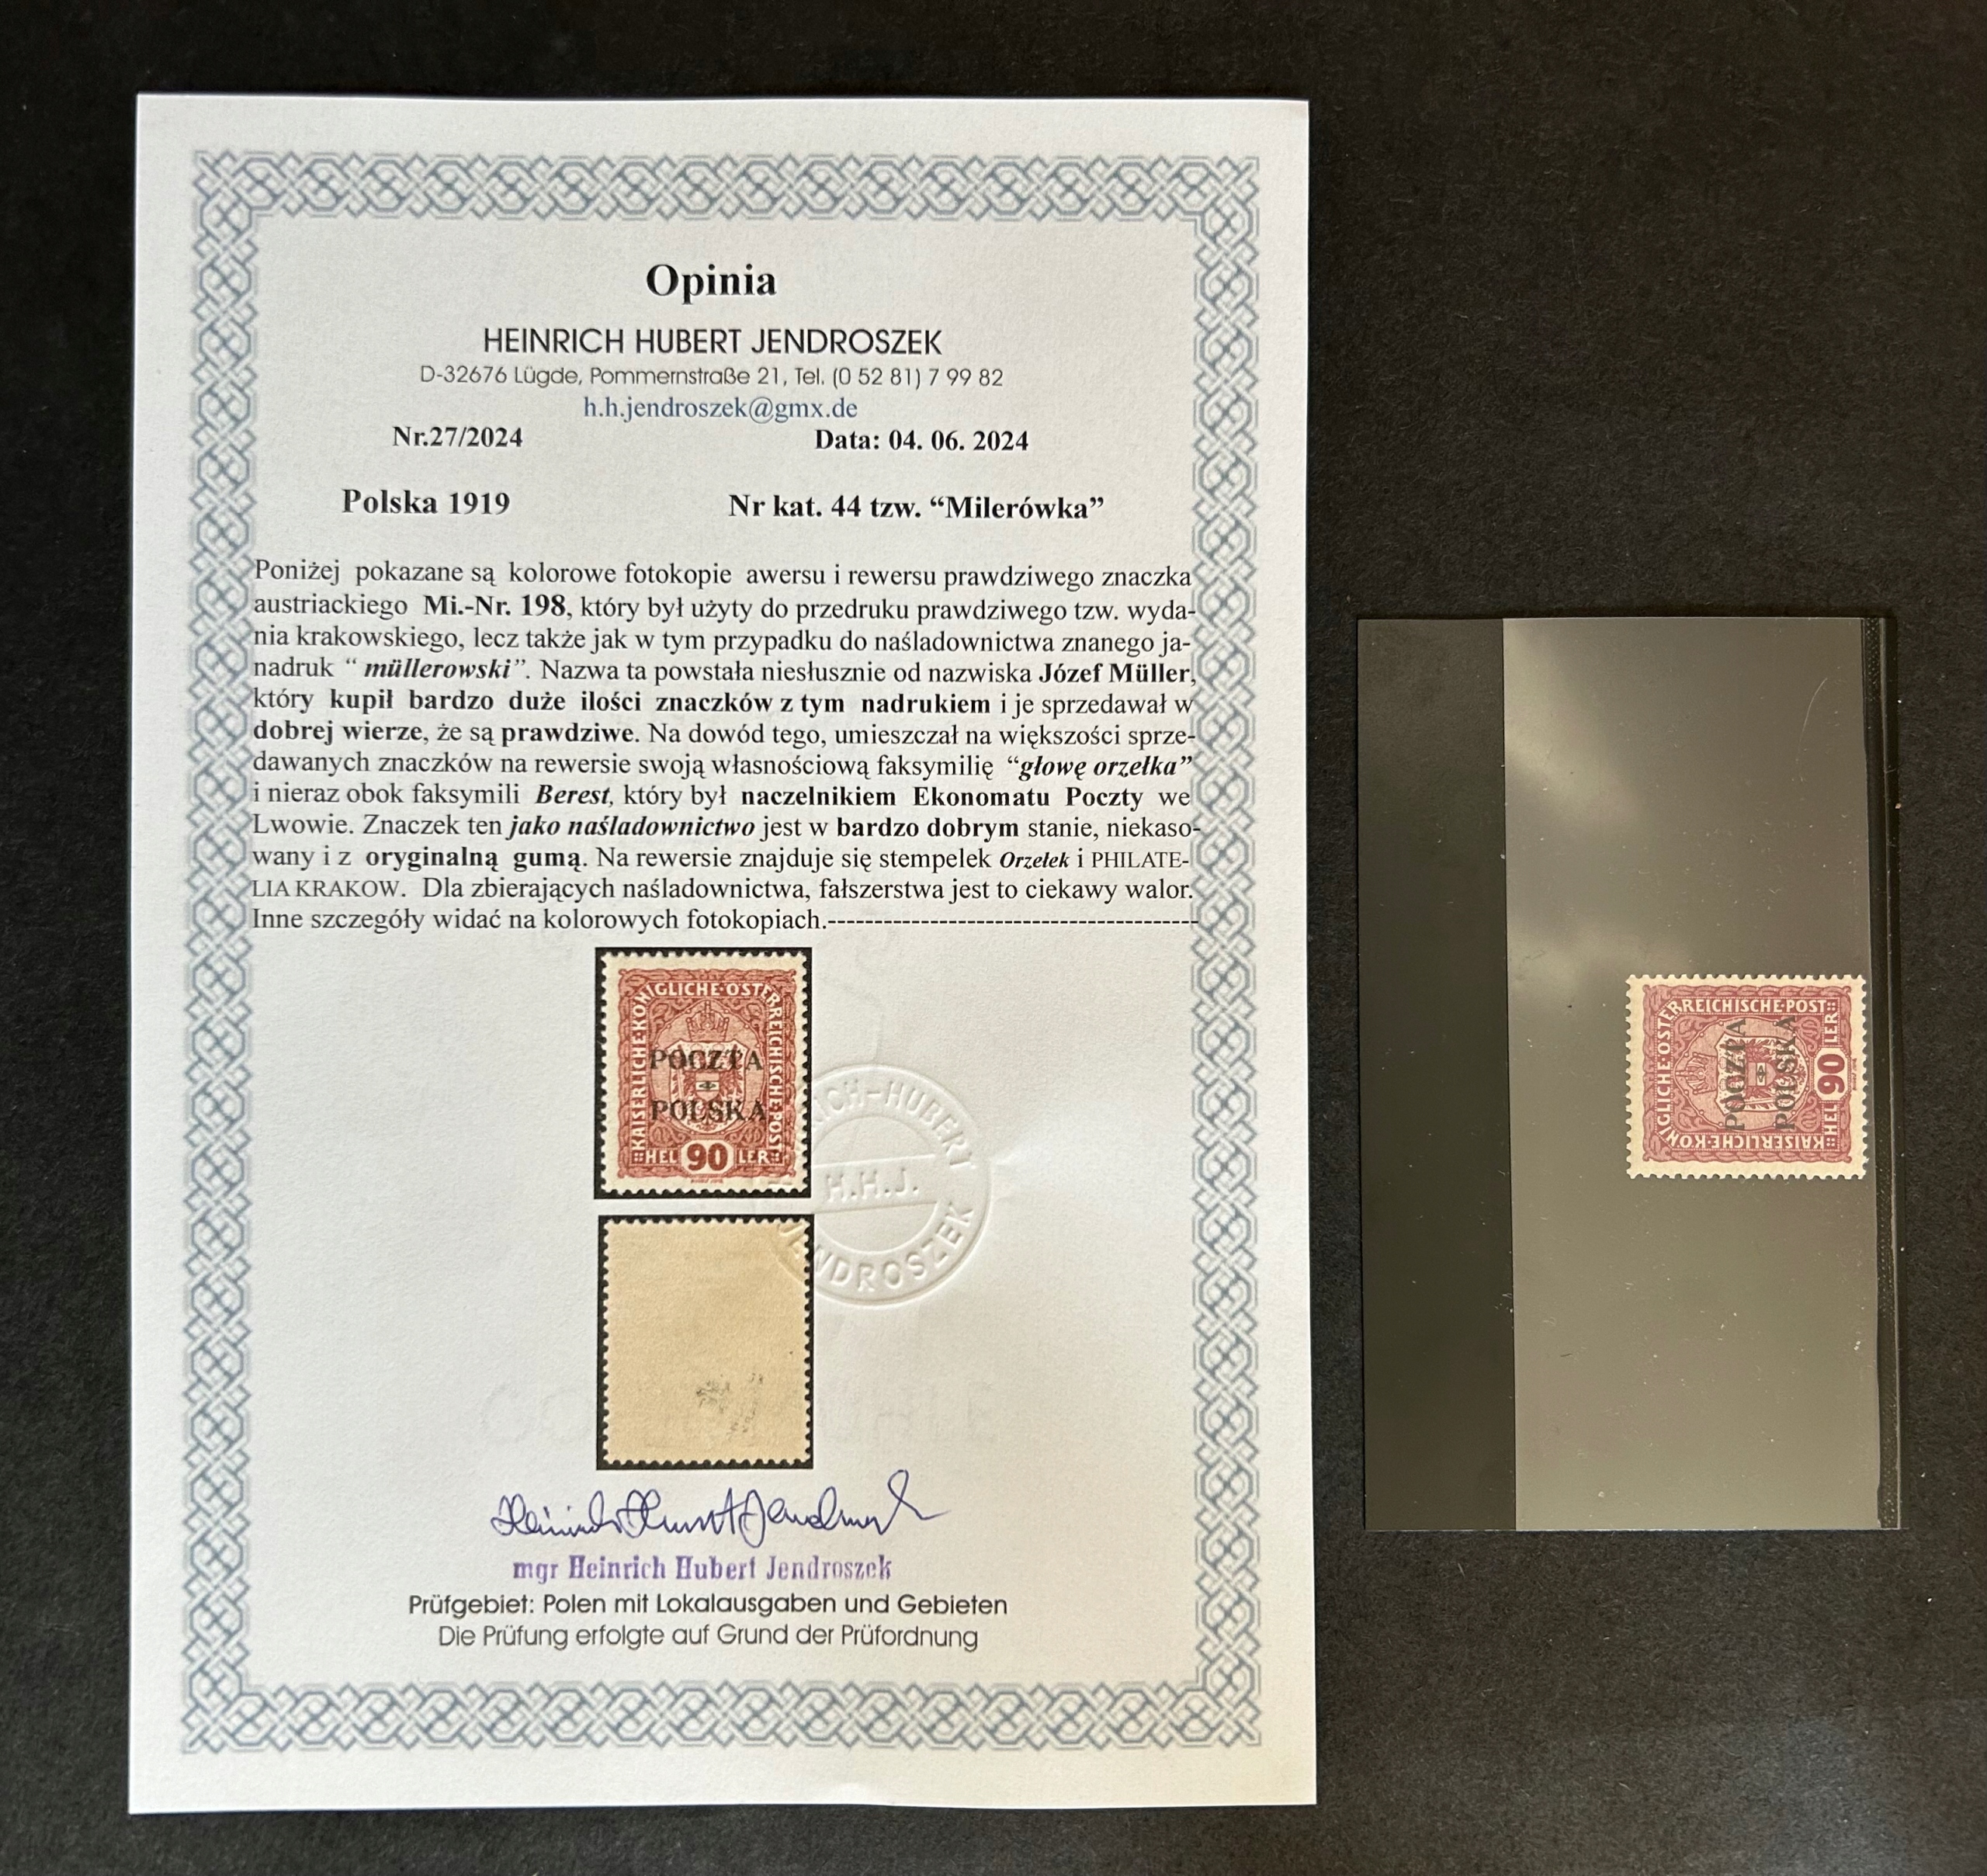 Opinia
HEINRICH HUBERT JENDROSZEK
D-32676 Lügde, Pommernstraße 21, Tel. (0 52 81) 7 99 82
h.h.jendroszek@gmx.de
Nr.27/2024 Data: 04. 06. 2024
Polska 1919 Nr kat. 44 tzw. “Milerówka”
Poniżej pokazane są kolorowe fotokopie awersu i rewersu prawdziwego znaczka
austriackiego Mi.-Nr. 198, który był użyty do przedruku prawdziwego tzw. wyda-
nia krakowskiego, lecz także jak w tym przypadku do naśladownictwa znanego ja-
nadruk “ müllerowski”. Nazwa ta powstała niesłusznie od nazwiska Józef Müller,
który kupił bardzo duże ilości znaczków z tym nadrukiem i je sprzedawał w
dobrej wierze, że są prawdziwe. Na dowód tego, umieszczał na większości sprze-
dawanych znaczków na rewersie swoją własnościową faksymilię “głowę orzełka”
i nieraz obok faksymili Berest, który był naczelnikiem Ekonomatu Poczty we
Lwowie. Znaczek ten jako naśladownictwo jest w bardzo dobrym stanie, niekaso-
wany i z oryginalną gumą. Na rewersie znajduje się stempelek Orzełek i PHILATE-
LIA KRAKOW. Dla zbierających naśladownictwa, fałszerstwa jest to ciekawy walor.
Inne szczegóły widać na kolorowych fotokopiach.----------------------------------------
KAISERLICHE·KÖNIGLICHE·ÖSTERREICHISCHE·POST
POCZTA
POLSKA
HEL 90 LER
RICH-HUBERT
H.H.J.
JENDROSZEK
mgr Heinrich Hubert Jendroszek
Prüfgebiet: Polen mit Lokalausgaben und Gebieten
Die Prüfung erfolgte auf Grund der Prüfordnung
KAISERLICHE·KÖNIGLICHE·ÖSTERREICHISCHE·POST
POCZTA
POLSKA
HEL 90 LER